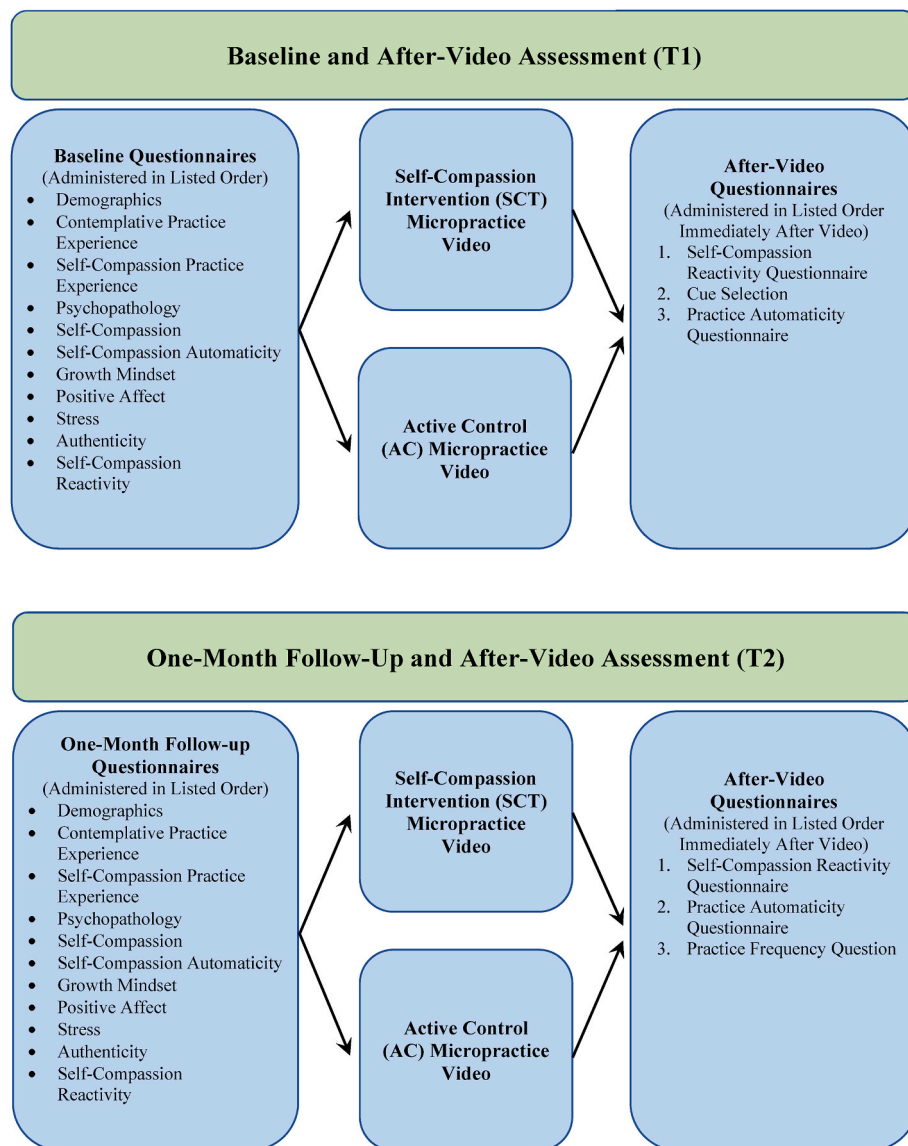 Baseline and After-Video Assessment (T1)
Baseline Questionnaires
(Administered in Listed Order)
• Demographics
• Contemplative Practice
Experience
• Self-Compassion Practice
Experience
• Psychopathology
• Self-Compassion
• Self-Compassion Automaticity
• Growth Mindset
• Positive Affect
• Stress
• Authenticity
• Self-Compassion
Reactivity
Self-Compassion
Intervention (SCT)
Micropractice
Video
Active Control
(AC) Micropractice
Video
After-Video
Questionnaires
(Administered in Listed Order
Immediately After Video)
1. Self-Compassion
Reactivity Questionnaire
2. Cue Selection
3. Practice Automaticity
Questionnaire
One-Month Follow-Up and After-Video Assessment (T2)
One-Month Follow-up
Questionnaires
(Administered in Listed Order)
• Demographics
• Contemplative Practice
Experience
• Self-Compassion Practice
Experience
• Psychopathology
• Self-Compassion
• Self-Compassion Automaticity
• Growth Mindset
• Positive Affect
• Stress
• Authenticity
• Self-Compassion
Reactivity
Self-Compassion
Intervention (SCT)
Micropractice
Video
Active Control
(AC) Micropractice
Video
After-Video
Questionnaires
(Administered in Listed Order
Immediately After Video)
1. Self-Compassion Reactivity
Questionnaire
2. Practice Automaticity
Questionnaire
3. Practice Frequency Question